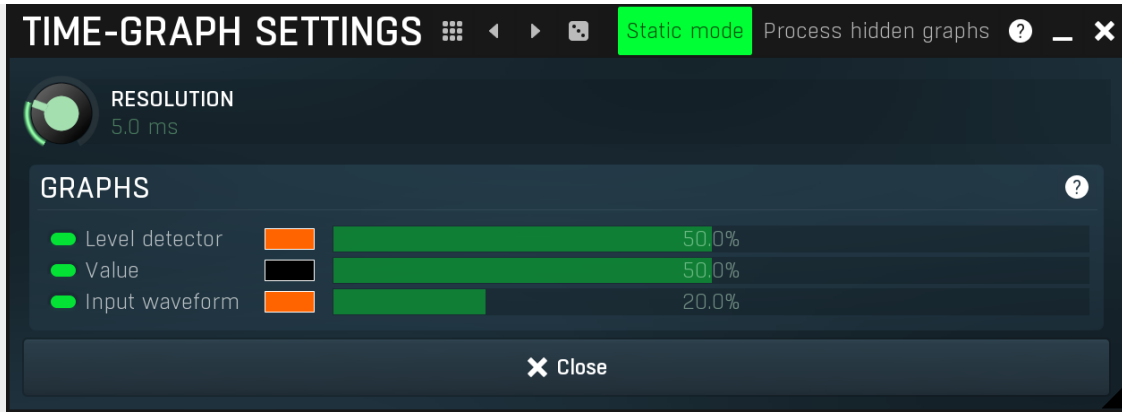 TIME-GRAPH SETTINGS Static mode Process hidden graphs ?
RESOLUTION
5.0 ms
GRAPHS ?
Level detector 50.0%
Value 50.0%
Input waveform 20.0%
Close